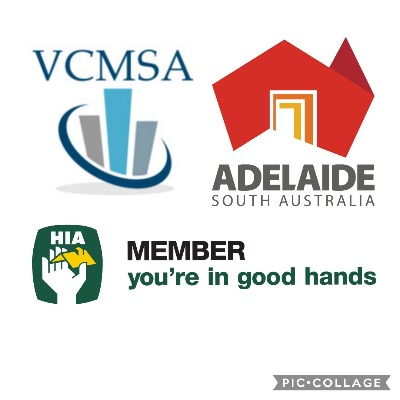 VCMSA
ADELAIDE
SOUTH AUSTRALIA
HIA
MEMBER
you're in good hands
PIC•COLLAGE